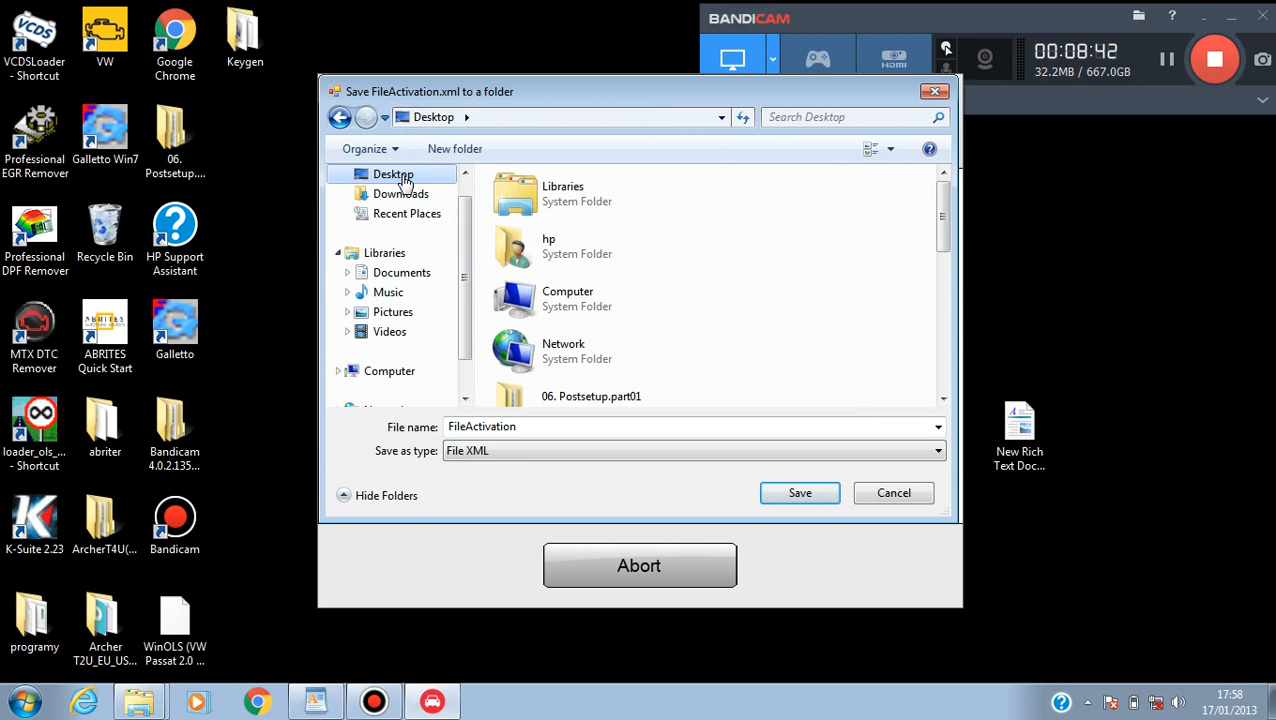 VCDSLoader
- Shortcut
VW
Google
Chrome
Keygen
Professional
EGR Remover
Galletto Win7
06.
Postsetup....
Professional
DPF Remover
Recycle Bin
HP Support
Assistant
MTX DTC
Remover
ABRITES
Quick Start
Galletto
loader_ols_...
- Shortcut
abriter
Bandicam
4.0.2.135...
K-Suite 2.23
ArcherT4U(...
Bandicam
programy
Archer
T2U_EU_US...
WinOLS (VW
Passat 2.0 ...
BANDICAM
HDMI
00:08:42
32.2MB / 667.0GB
Save FileActivation.xml to a folder
Desktop
Search Desktop
Organize
New folder
Desktop
Downloads
Recent Places
Libraries
Documents
Music
Pictures
Videos
Computer
Libraries
System Folder
hp
System Folder
Computer
System Folder
Network
System Folder
06. Postsetup.part01
File name:
FileActivation
Save as type:
File XML
Hide Folders
Save
Cancel
Abort
New Rich
Text Doc...
17:58
17/01/2013